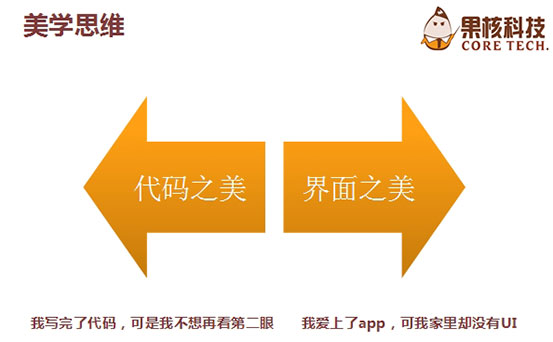 美学思维
果核科技
CORE TECH.
代码之美
界面之美
我写完了代码，可是我不想再看第二眼
我爱上了app，可我家里却没有UI